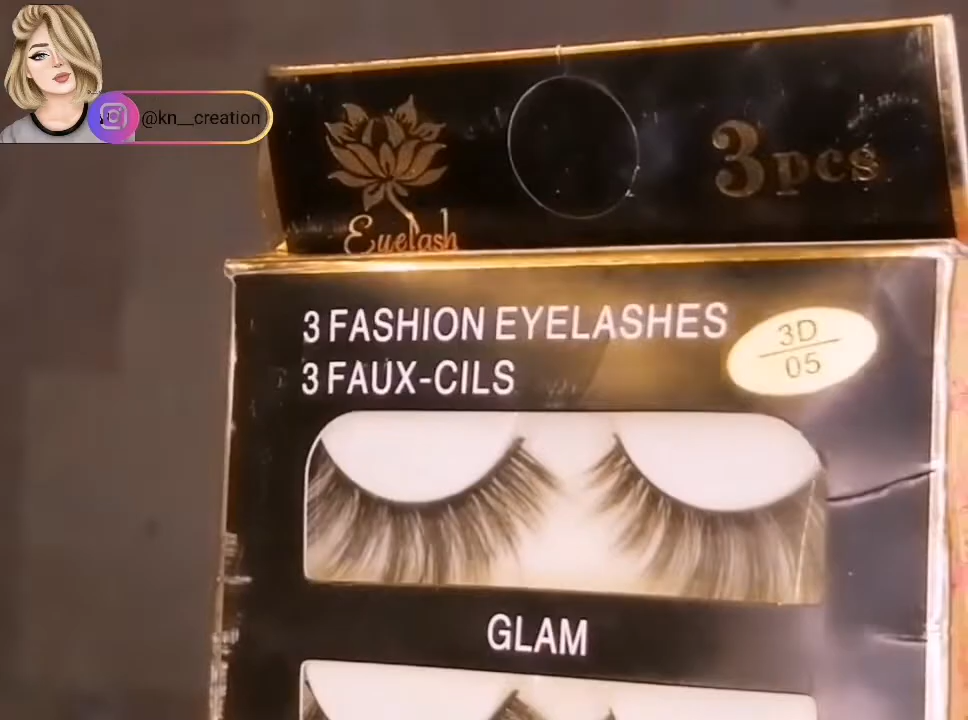 @kn__creation
3pcs
Eyelash
3 FASHION EYELASHES
3 FAUX-CILS
3D
05
GLAM